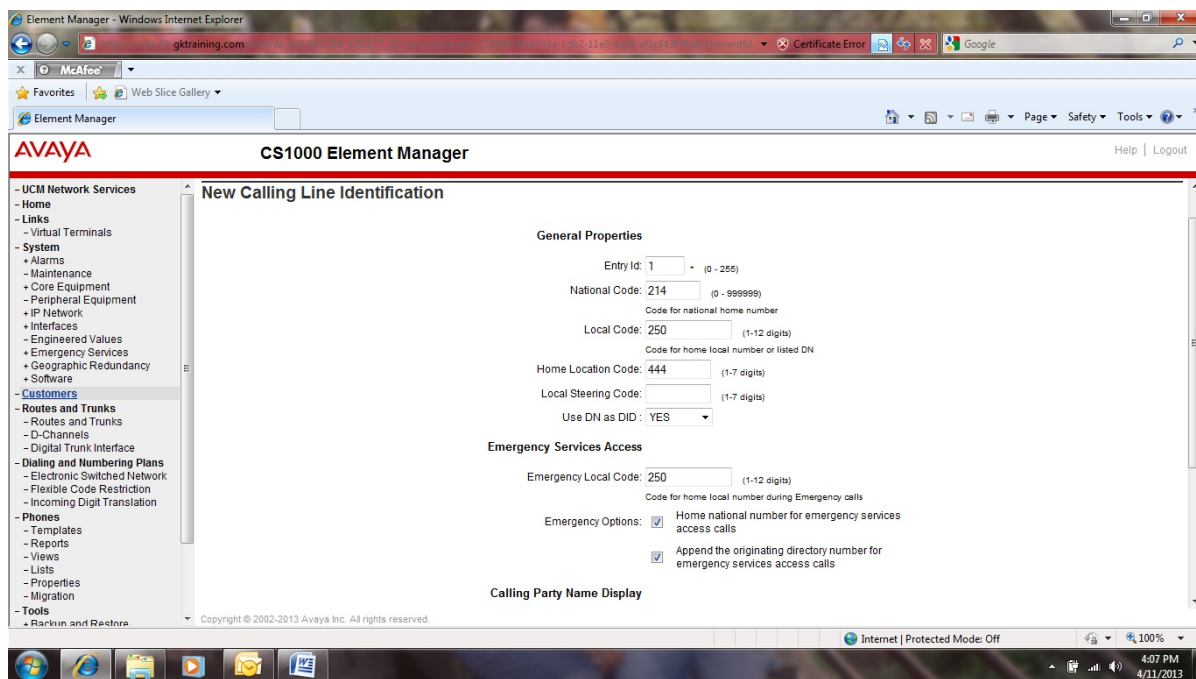 Element Manager - Windows Internet Explorer
gktraining.com
Certificate Error
Google
x McAfee
Favorites Web Slice Gallery
Element Manager
Page Safety Tools
AVAYA
CS1000 Element Manager
Help | Logout
- UCM Network Services
- Home
- Links
- Virtual Terminals
- System
+ Alarms
- Maintenance
+ Core Equipment
- Peripheral Equipment
+ IP Network
+ Interfaces
- Engineered Values
+ Emergency Services
+ Geographic Redundancy
+ Software
- Customers
- Routes and Trunks
- Routes and Trunks
- D-Channels
- Digital Trunk Interface
- Dialing and Numbering Plans
- Electronic Switched Network
- Flexible Code Restriction
- Incoming Digit Translation
- Phones
- Templates
- Reports
- Views
- Lists
- Properties
- Migration
- Tools
+ Backup and Restore
New Calling Line Identification
General Properties
Entry Id: 1 * (0 - 255)
National Code: 214 (0 - 999999)
Code for national home number
Local Code: 250 (1-12 digits)
Code for home local number or listed DN
Home Location Code: 444 (1-7 digits)
Local Steering Code: (1-7 digits)
Use DN as DID : YES
Emergency Services Access
Emergency Local Code: 250 (1-12 digits)
Code for home local number during Emergency calls
Emergency Options: Home national number for emergency services
access calls
Append the originating directory number for
emergency services access calls
Calling Party Name Display
Copyright © 2002-2013 Avaya Inc. All rights reserved.
Internet | Protected Mode: Off
100%
4:07 PM
4/11/2013